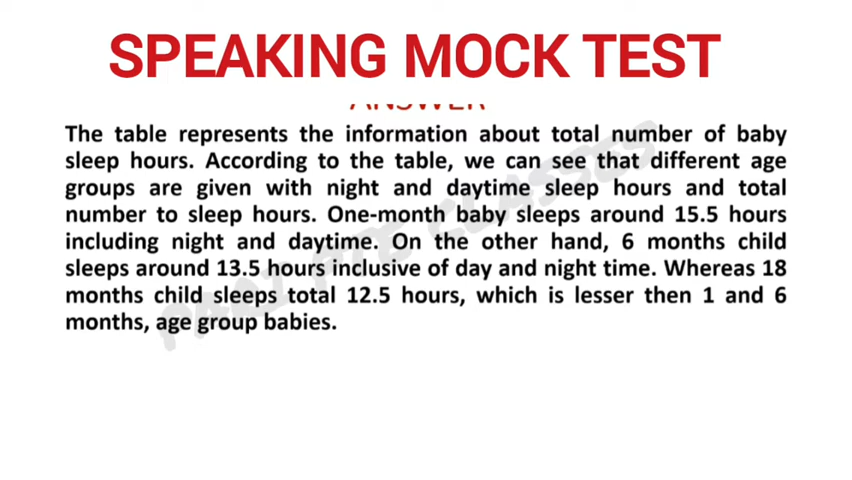 SPEAKING MOCK TEST
ANSWER
The table represents the information about total number of baby
sleep hours. According to the table, we can see that different age
groups are given with night and daytime sleep hours and total
number to sleep hours. One-month baby sleeps around 15.5 hours
including night and daytime. On the other hand, 6 months child
sleeps around 13.5 hours inclusive of day and night time. Whereas 18
months child sleeps total 12.5 hours, which is lesser then 1 and 6
months, age group babies.